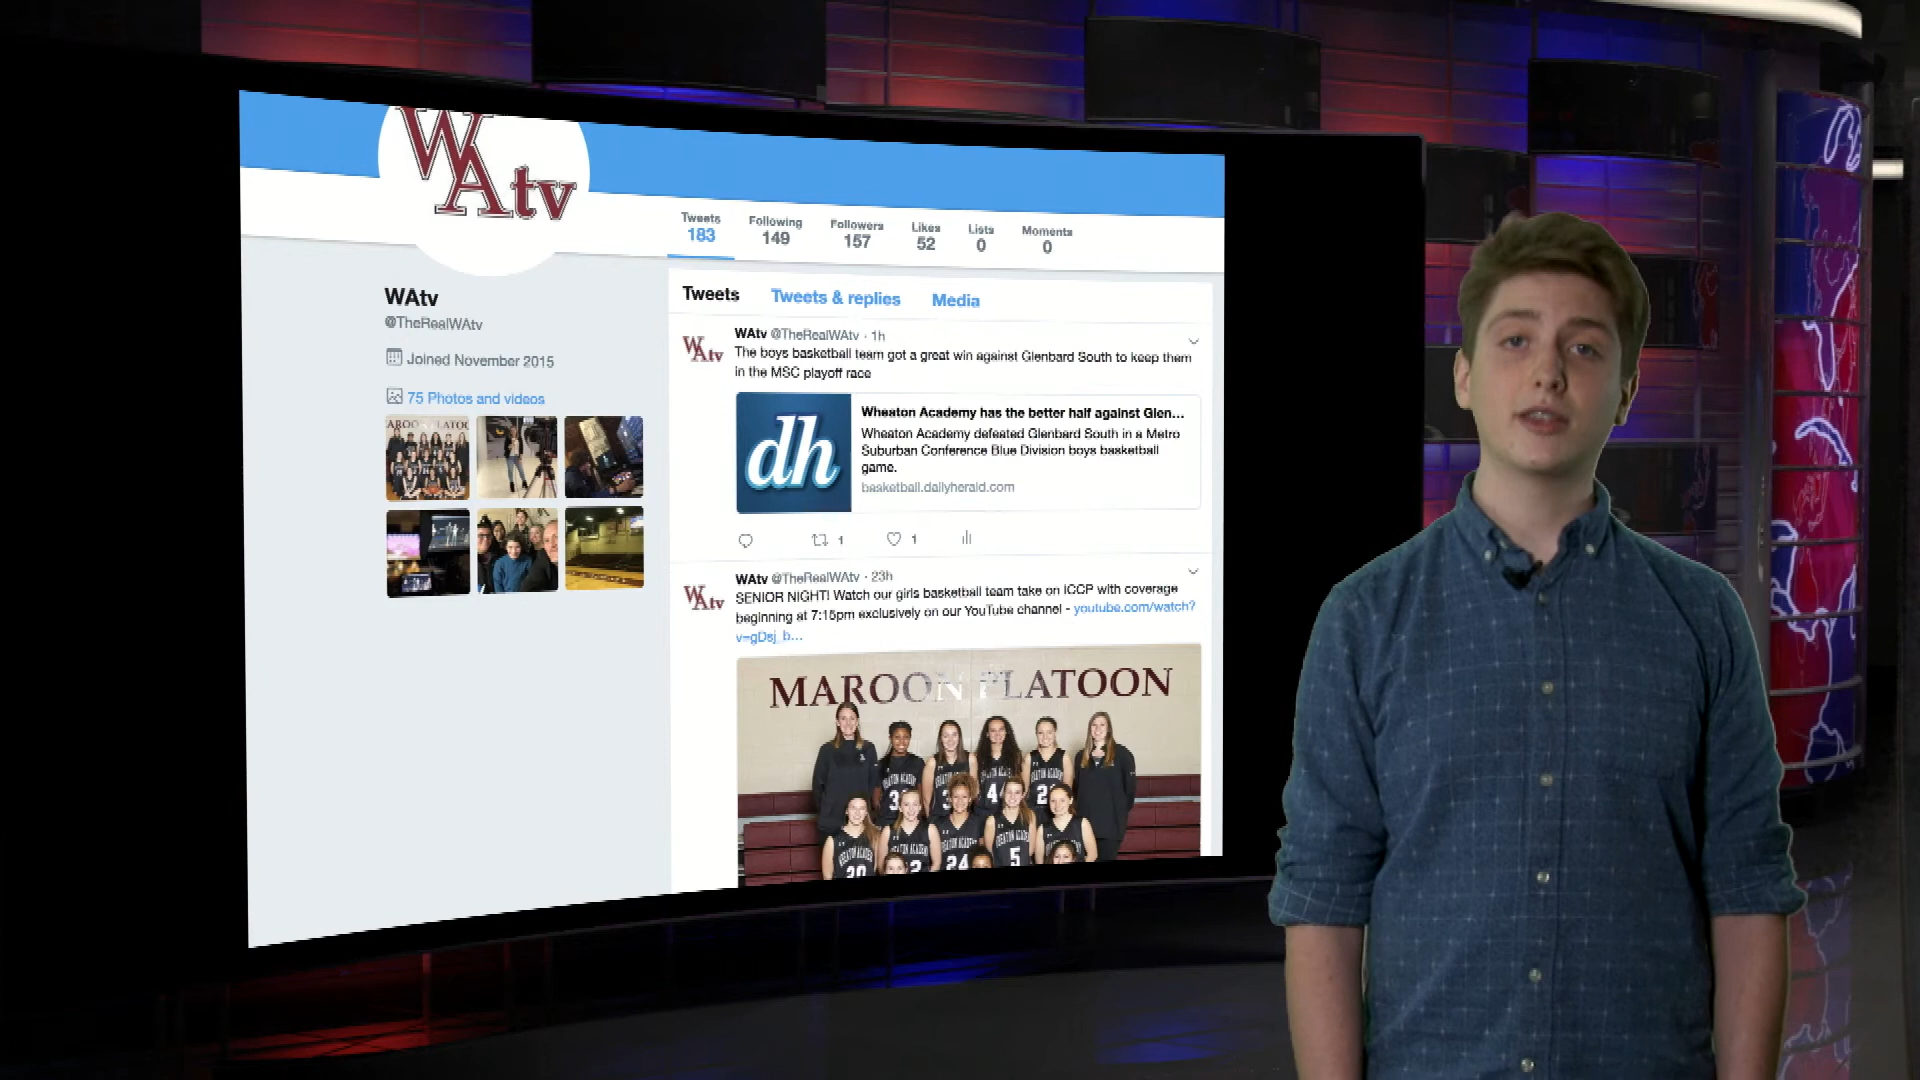 WAtv
Tweets Following Followers Likes Lists Moments
183 149 157 52 0 0
WAtv
@TheRealWAtv
Joined November 2015
75 Photos and videos
Tweets Tweets & replies Media
WAtv
WAtv @TheRealWAtv · 1h
The boys basketball team got a great win against Glenbard South to keep them
in the MSC playoff race
dh
Wheaton Academy has the better half against Glen...
Wheaton Academy defeated Glenbard South in a Metro
Suburban Conference Blue Division boys basketball
game.
basketball.dailyherald.com
1 1
WAtv
WAtv @TheRealWAtv · 23h
SENIOR NIGHT! Watch our girls basketball team take on ICCP with coverage
beginning at 7:15pm exclusively on our YouTube channel - youtube.com/watch?
v=gDsj_b...
MAROON PLATOON
24 5